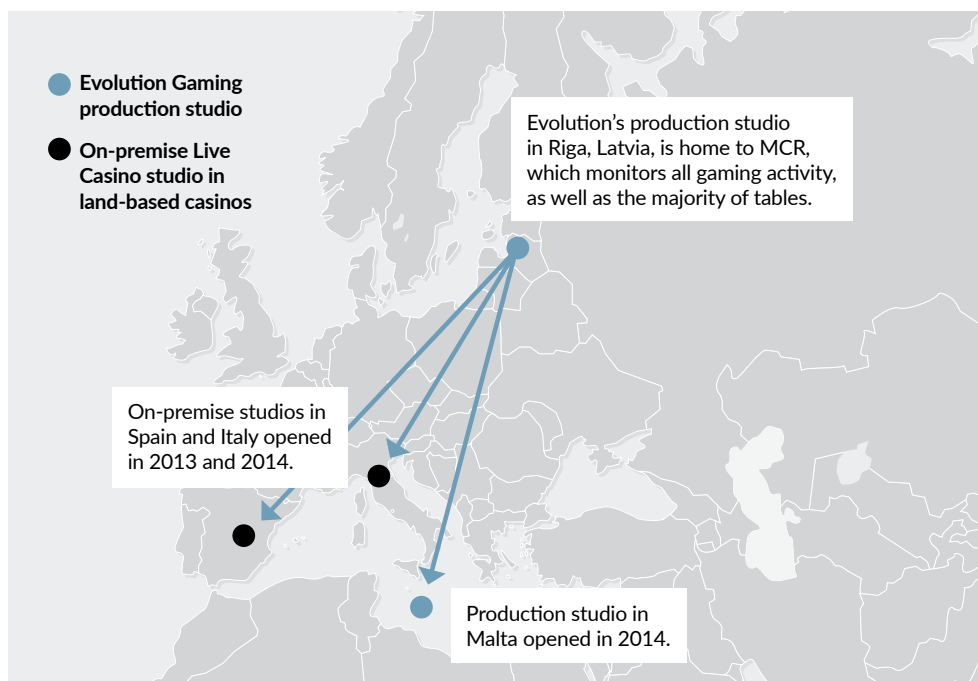 Evolution Gaming
production studio
On-premise Live
Casino studio in
land-based casinos
Evolution’s production studio
in Riga, Latvia, is home to MCR,
which monitors all gaming activity,
as well as the majority of tables.
On-premise studios in
Spain and Italy opened
in 2013 and 2014.
Production studio in
Malta opened in 2014.